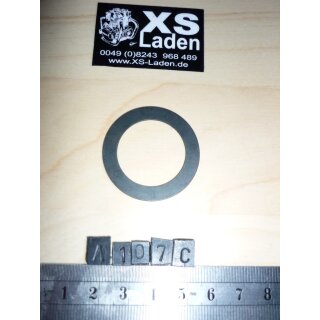 XS
Laden
0049 (0)8243 968 489
www.XS-Laden.de
A107C
1 2 3 4 5 6 7 8